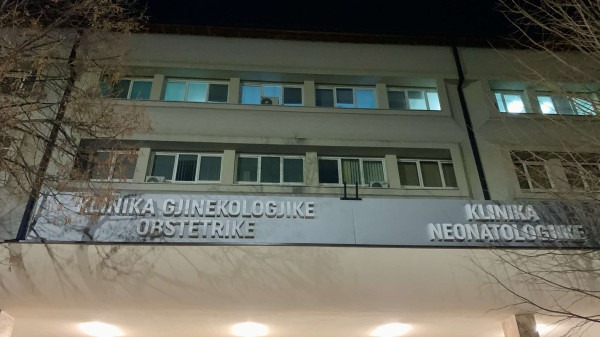 KLINIKA GJINEKOLOGJIKE
OBSTETRIKE
KLINIKA
NEONATOLOGJIKE